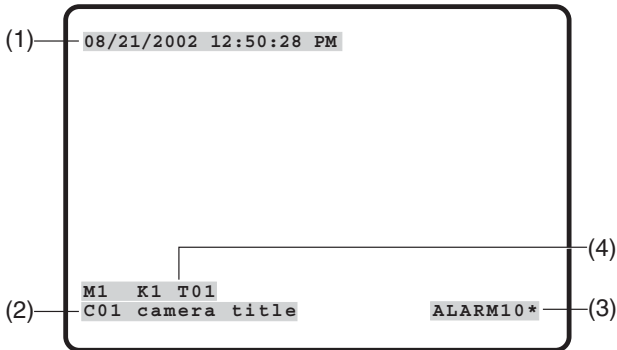 (1) 08/21/2002 12:50:28 PM
(4)
M1 K1 T01
(2) C01 camera title ALARM10* (3)